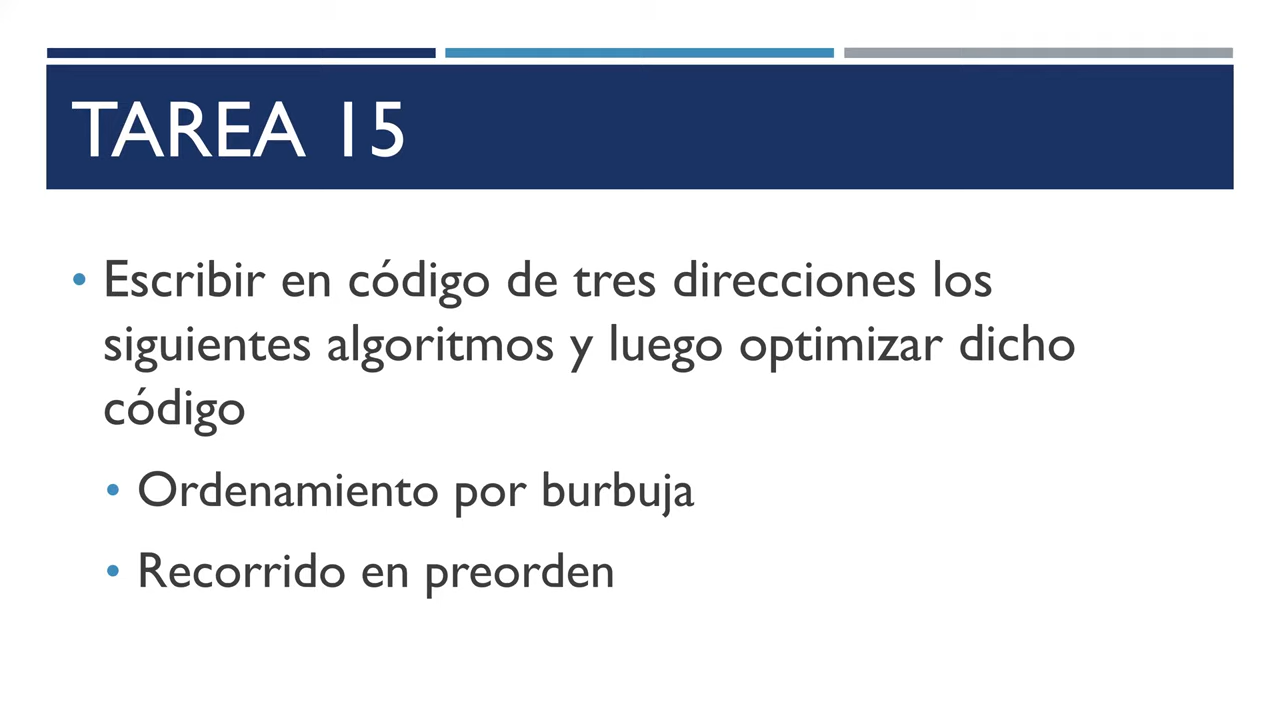 TAREA 15
• Escribir en código de tres direcciones los
siguientes algoritmos y luego optimizar dicho
código
• Ordenamiento por burbuja
• Recorrido en preorden